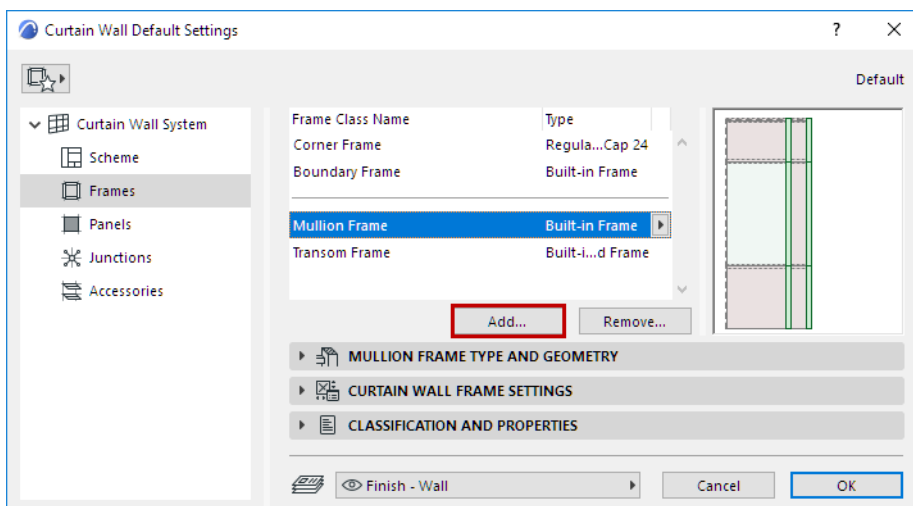 Curtain Wall Default Settings
?
Default
Curtain Wall System
Scheme
Frames
Panels
Junctions
Accessories
Frame Class Name Type
Corner Frame Regula...Cap 24
Boundary Frame Built-in Frame
Mullion Frame Built-in Frame
Transom Frame Built-i...d Frame
Add... Remove...
MULLION FRAME TYPE AND GEOMETRY
CURTAIN WALL FRAME SETTINGS
CLASSIFICATION AND PROPERTIES
Finish - Wall Cancel OK